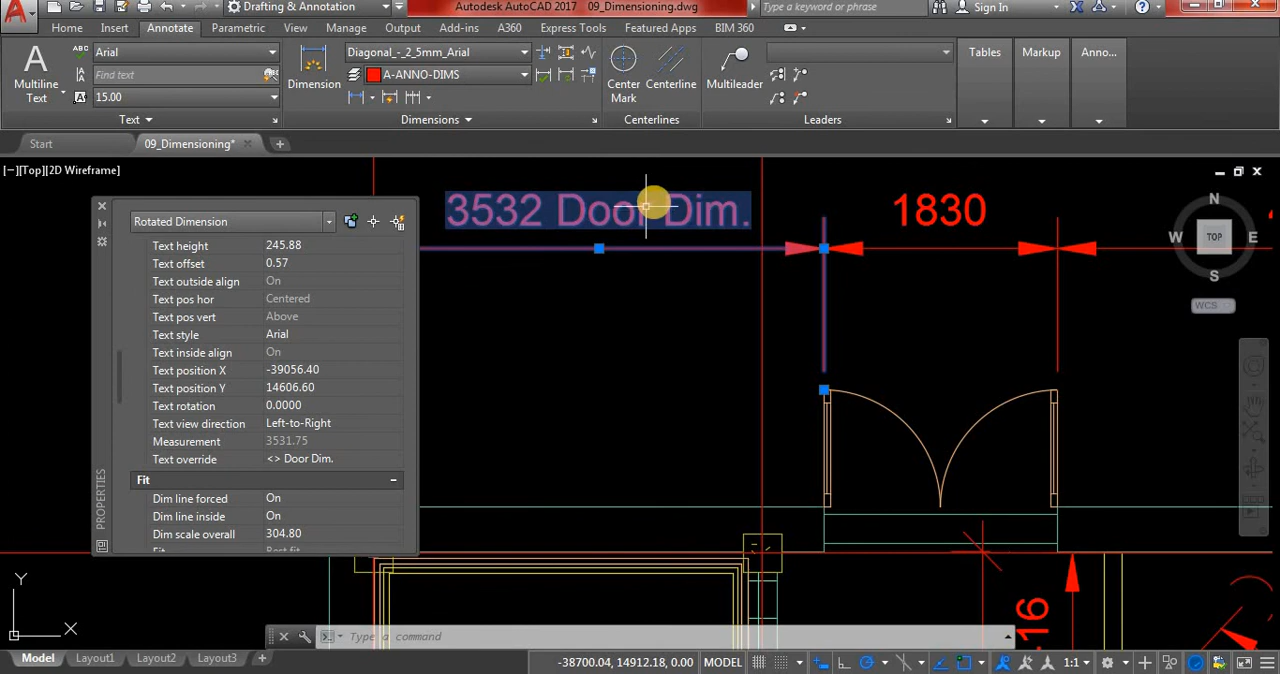 Drafting & Annotation
Autodesk AutoCAD 2017 09_Dimensioning.dwg
Type a keyword or phrase
Sign In
Home Insert Annotate Parametric View Manage Output Add-ins A360 Express Tools Featured Apps BIM 360
Multiline
Text
Arial
Find text
15.00
Text
Dimension
Diagonal_-_2_5mm_Arial
A-ANNO-DIMS
Dimensions
Center
Mark
Centerline
Centerlines
Multileader
Leaders
Tables
Markup
Anno...
Start
09_Dimensioning*
[−][Top][2D Wireframe]
3532 Door Dim.
1830
N
W
TOP
E
S
WCS
PROPERTIES
Rotated Dimension
Text height 245.88
Text offset 0.57
Text outside align On
Text pos hor Centered
Text pos vert Above
Text style Arial
Text inside align On
Text position X -39056.40
Text position Y 14606.60
Text rotation 0.0000
Text view direction Left-to-Right
Measurement 3531.75
Text override <> Door Dim.
Fit
Dim line forced On
Dim line inside On
Dim scale overall 304.80
Fit Best fit
Y
X
Type a command
Model Layout1 Layout2 Layout3
-38700.04, 14912.18, 0.00
MODEL
1:1